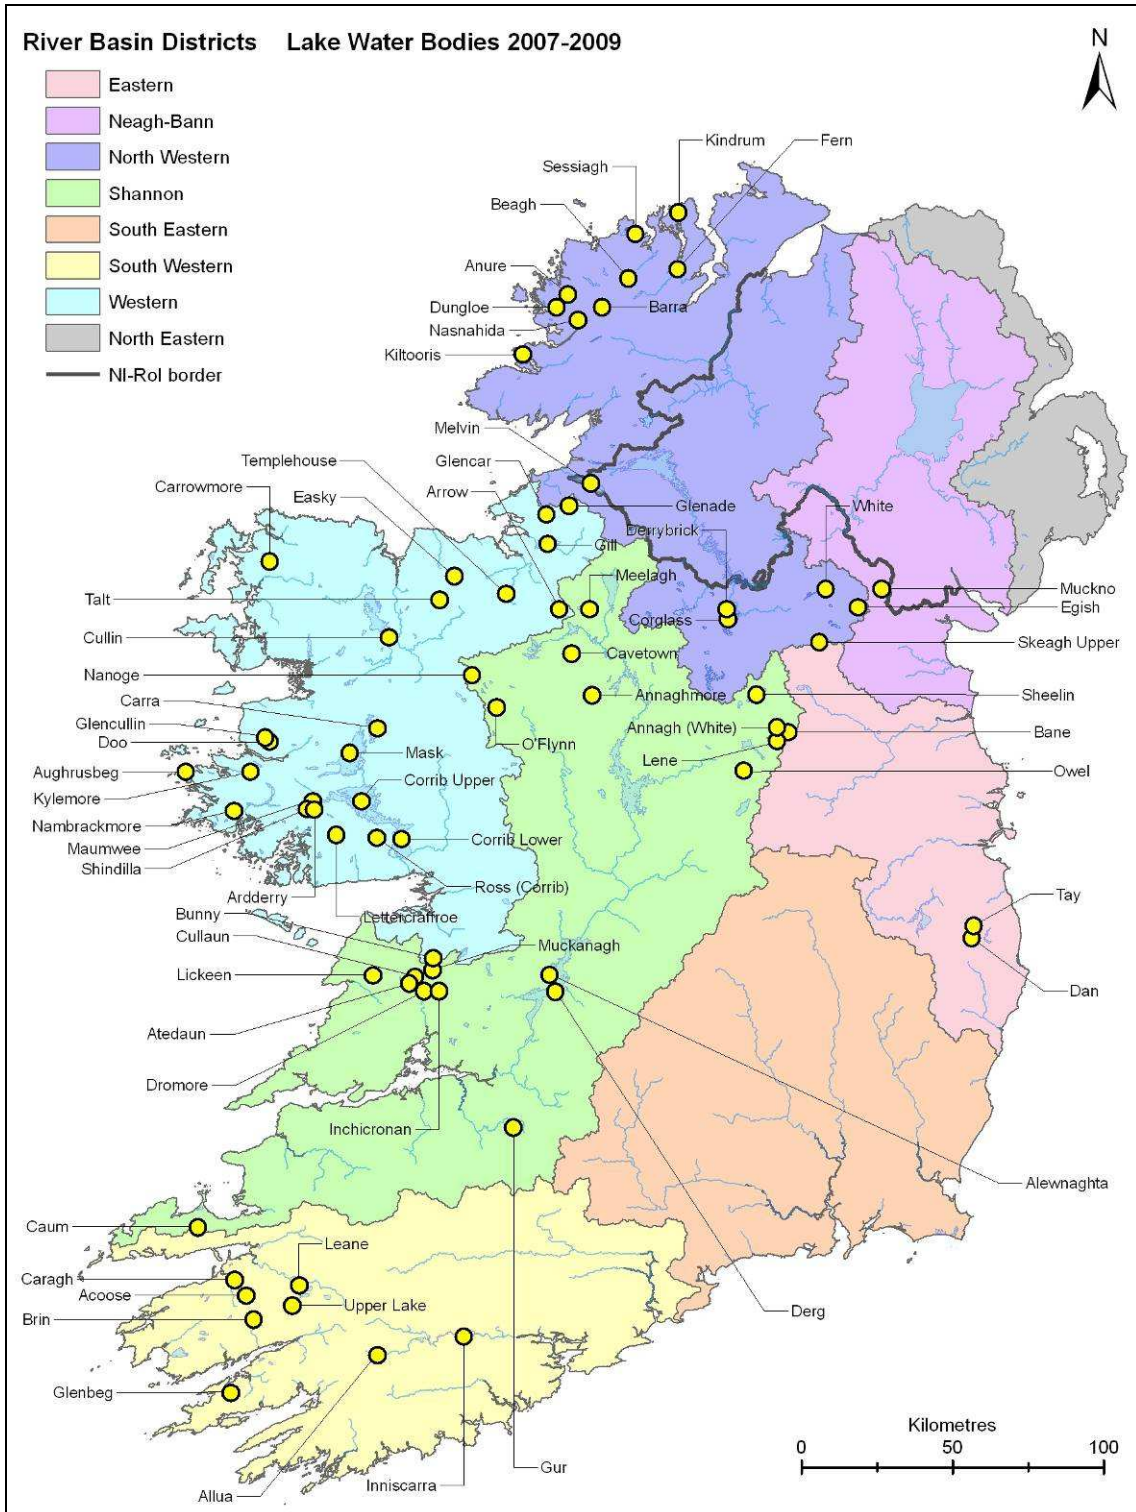 River Basin Districts Lake Water Bodies 2007-2009
N
Eastern
Neagh-Bann
North Western
Shannon
South Eastern
South Western
Western
North Eastern
NI-RoI border
Kindrum
Fern
Sessiagh
Beagh
Anure
Dungloe
Barra
Nasnahida
Kiltooris
Melvin
Templehouse
Glencar
Carrowmore
Easky
Arrow
Glenade
White
Derrybrick
Gill
Meelagh
Talt
Muckno
Egish
Corglass
Cullin
Skeagh Upper
Cavetown
Nanoge
Carra
Annaghmore
Sheelin
Glencullin
Annagh (White)
Doo
O'Flynn
Bane
Mask
Lene
Aughrusbeg
Owel
Corrib Upper
Kylemore
Nambrackmore
Maumwee
Corrib Lower
Shindilla
Ross (Corrib)
Ardderry
Tay
Bunny
Lettercraffroe
Cullaun
Muckanagh
Lickeen
Dan
Atedaun
Dromore
Inchicronan
Alewnaghta
Caum
Leane
Caragh
Acoose
Upper Lake
Derg
Brin
Glenbeg
Kilometres
0 50 100
Gur
Inniscarra
Allua